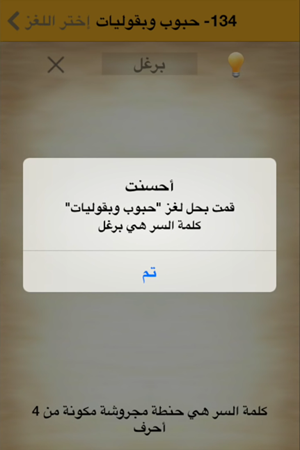 134- حبوب وبقوليات
إختر اللغز
برغل
أحسنت
قمت بحل لغز "حبوب وبقوليات"
كلمة السر هي برغل
تم
كلمة السر هي حنطة مجروشة مكونة من 4
أحرف